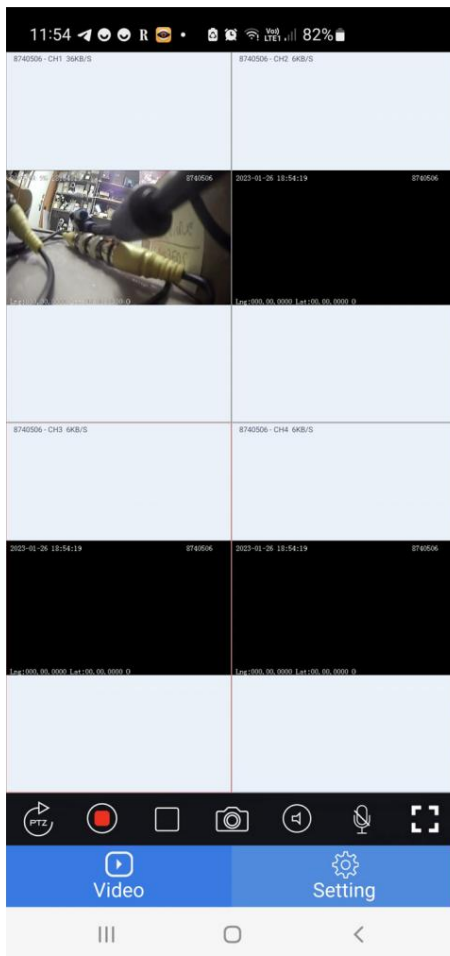 11:54 R • Vo) LTE1 82%
8740506 - CH1 36KB/S
8740506 - CH2 6KB/S
8740506
2023-01-26 18:54:19 8740506
Lng:000,00,0000 Lat:00,00,0000 0
8740506 - CH3 6KB/S
8740506 - CH4 6KB/S
2023-01-26 18:54:19 8740506
2023-01-26 18:54:19 8740506
Lng:000,00,0000 Lat:00,00,0000 0
Lng:000,00,0000 Lat:00,00,0000 0
PTZ
Video
Setting